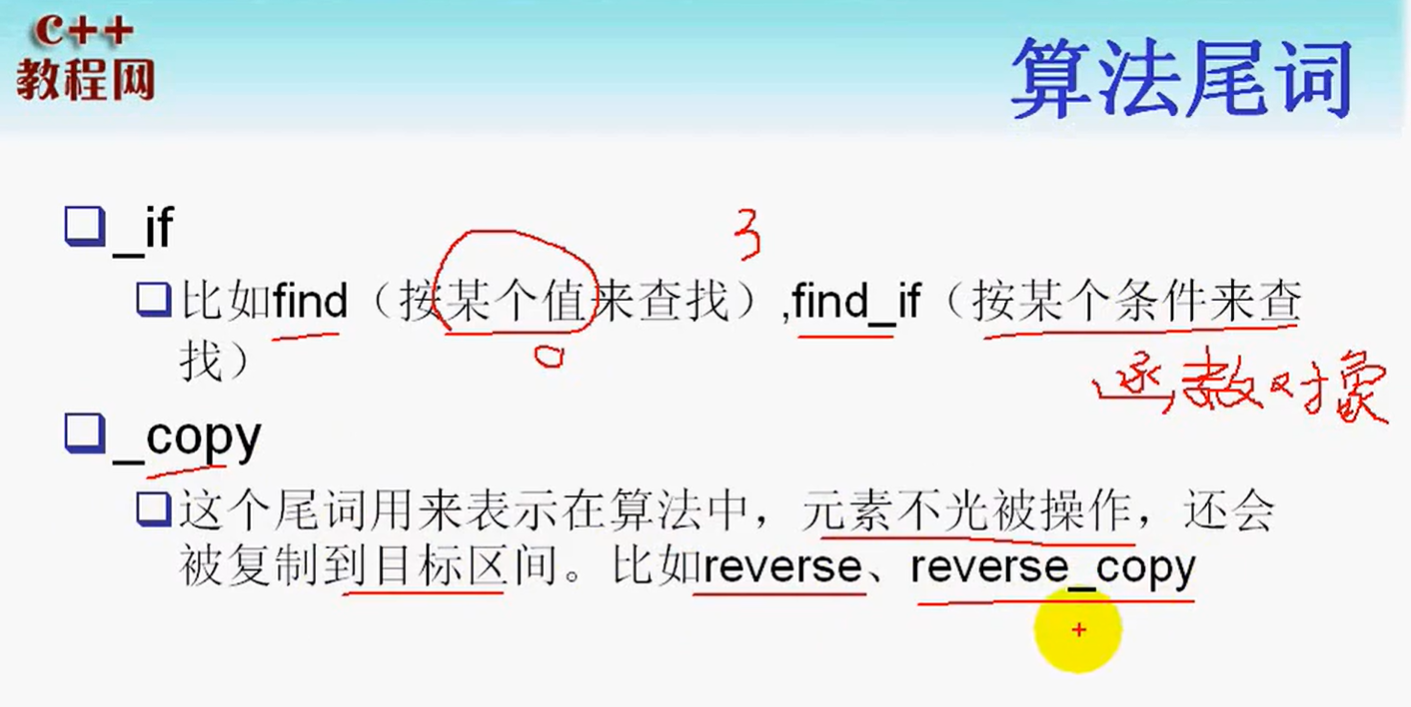 C++
教程网
算法尾词
_if
3
比如find（按某个值来查找）,find_if（按某个条件来查
找）
函数对象
_copy
这个尾词用来表示在算法中，元素不光被操作，还会
被复制到目标区间。比如reverse、reverse_copy